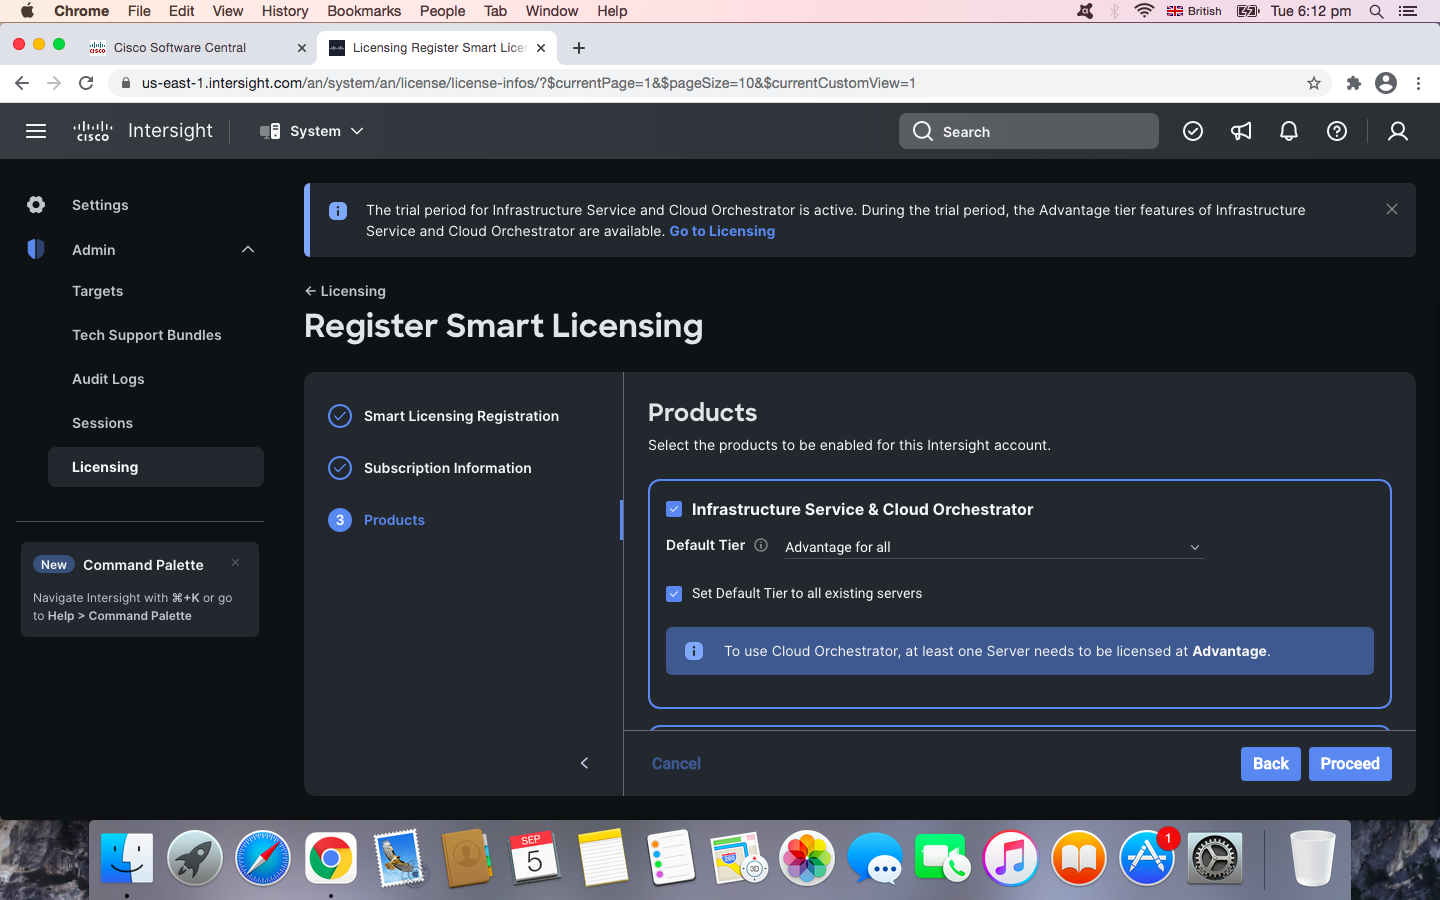 Chrome File Edit View History Bookmarks People Tab Window Help British Tue 6:12 pm
Cisco Software Central Licensing Register Smart Licen
us-east-1.intersight.com/an/system/an/license/license-infos/?$currentPage=1&$pageSize=10&$currentCustomView=1
cisco Intersight System Search
Settings
Admin
Targets
Tech Support Bundles
Audit Logs
Sessions
Licensing
New Command Palette
Navigate Intersight with ⌘+K or go
to Help > Command Palette
The trial period for Infrastructure Service and Cloud Orchestrator is active. During the trial period, the Advantage tier features of Infrastructure
Service and Cloud Orchestrator are available. Go to Licensing
← Licensing
Register Smart Licensing
Smart Licensing Registration
Subscription Information
3 Products
Products
Select the products to be enabled for this Intersight account.
Infrastructure Service & Cloud Orchestrator
Default Tier Advantage for all
Set Default Tier to all existing servers
To use Cloud Orchestrator, at least one Server needs to be licensed at Advantage.
Cancel Back Proceed
SEP
5
280
3D
1